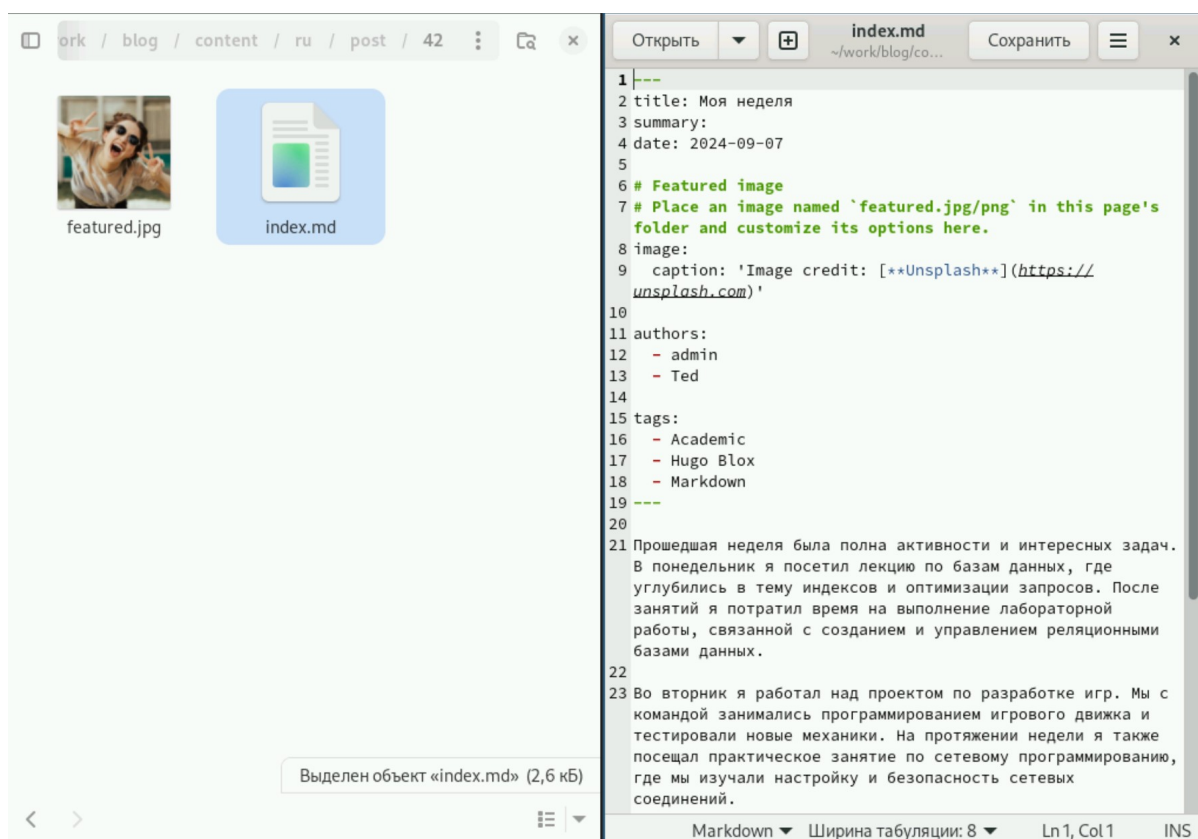 ork / blog / content / ru / post / 42
featured.jpg
index.md
Выделен объект «index.md» (2,6 кБ)
Открыть
index.md
~/work/blog/co...
Сохранить
1 ---
2 title: Моя неделя
3 summary:
4 date: 2024-09-07
5
6 # Featured image
7 # Place an image named `featured.jpg/png` in this page's
folder and customize its options here.
8 image:
9   caption: 'Image credit: [**Unsplash**](https://
unsplash.com)'
10
11 authors:
12   - admin
13   - Ted
14
15 tags:
16   - Academic
17   - Hugo Blox
18   - Markdown
19 ---
20
21 Прошедшая неделя была полна активности и интересных задач.
В понедельник я посетил лекцию по базам данных, где
углубились в тему индексов и оптимизации запросов. После
занятий я потратил время на выполнение лабораторной
работы, связанной с созданием и управлением реляционными
базами данных.
22
23 Во вторник я работал над проектом по разработке игр. Мы с
командой занимались программированием игрового движка и
тестировали новые механики. На протяжении недели я также
посещал практическое занятие по сетевому программированию,
где мы изучали настройку и безопасность сетевых
соединений.
Markdown Ширина табуляции: 8 Ln 1, Col 1 INS